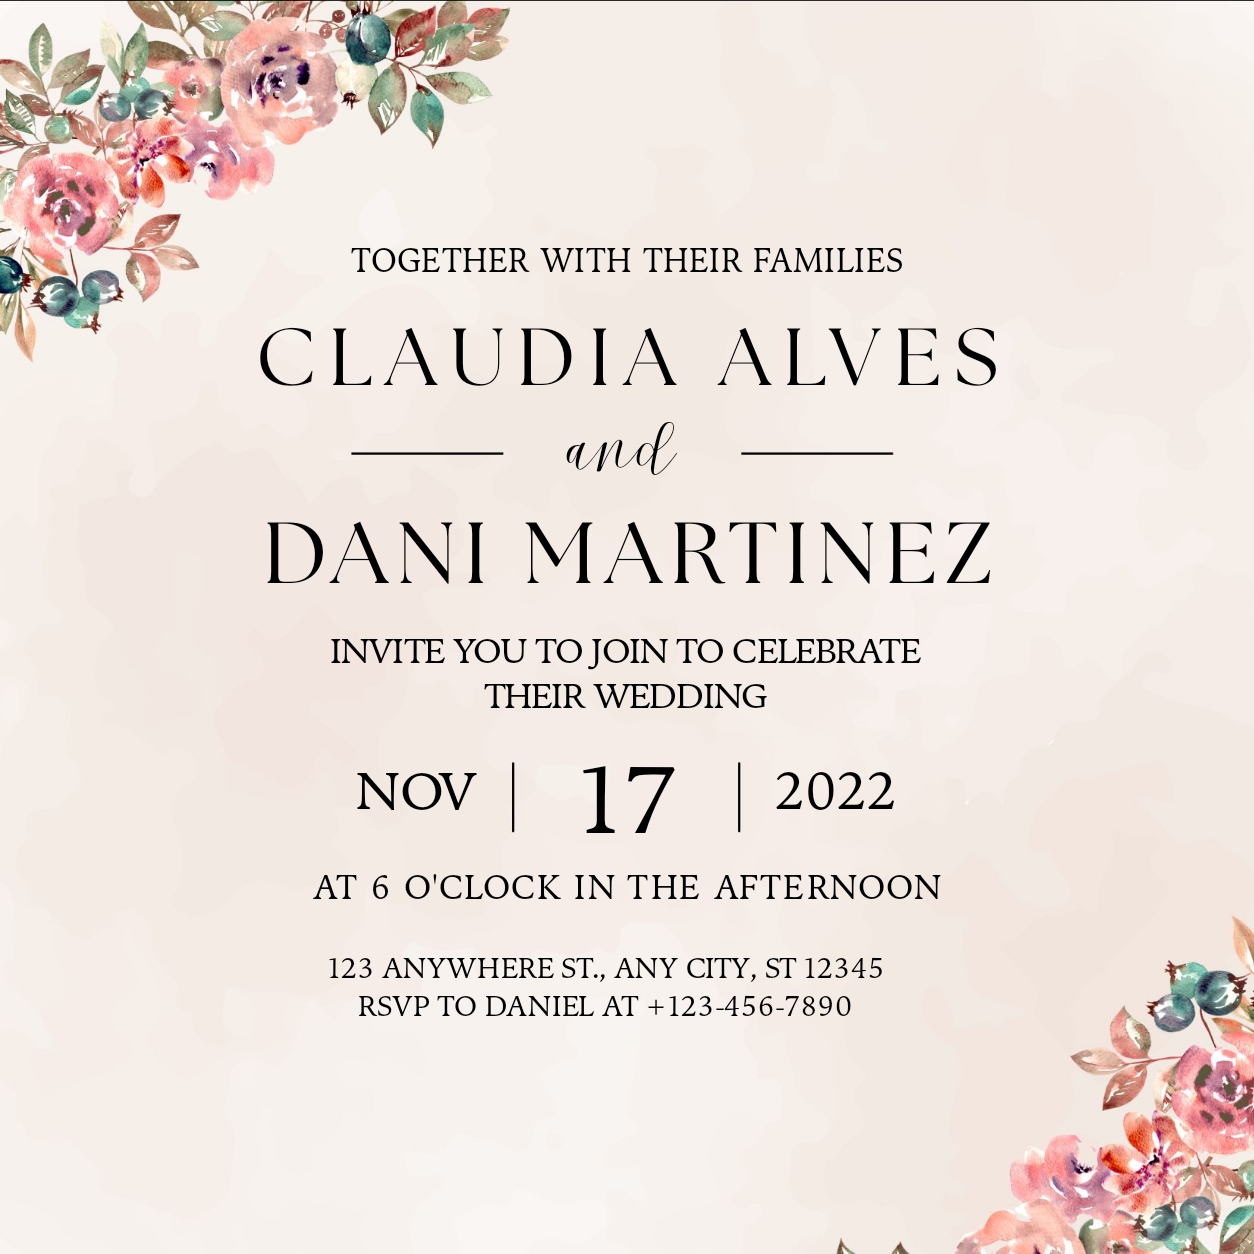 TOGETHER WITH THEIR FAMILIES
CLAUDIA ALVES
and
DANI MARTINEZ
INVITE YOU TO JOIN TO CELEBRATE
THEIR WEDDING
NOV | 17 | 2022
AT 6 O'CLOCK IN THE AFTERNOON
123 ANYWHERE ST., ANY CITY, ST 12345
RSVP TO DANIEL AT +123-456-7890